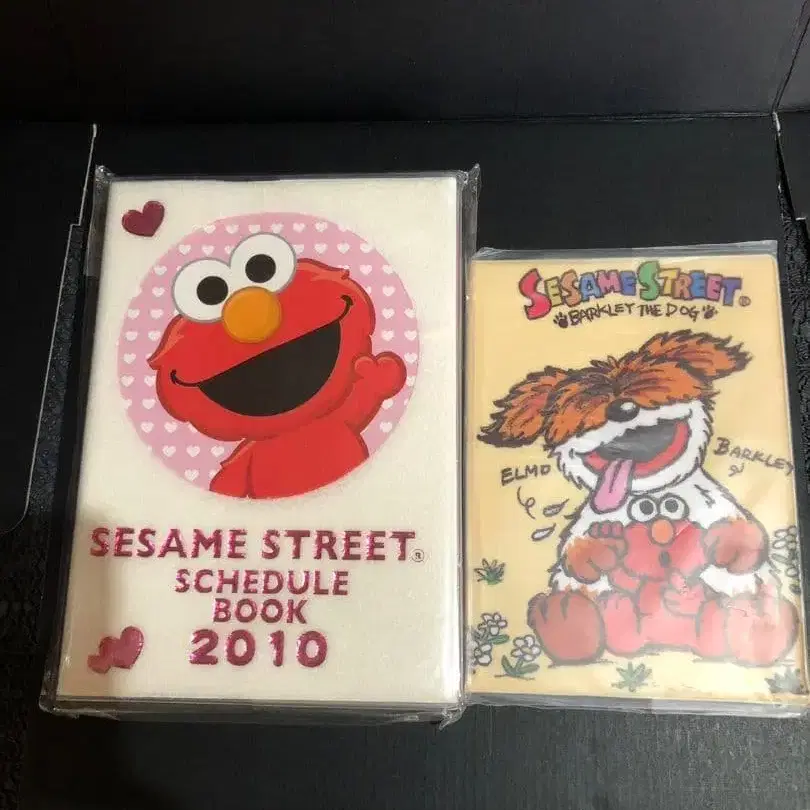 SESAME STREET®
SCHEDULE
BOOK
2010
SESAME STREET®
BARKLEY THE DOG
ELMO
BARKLEY